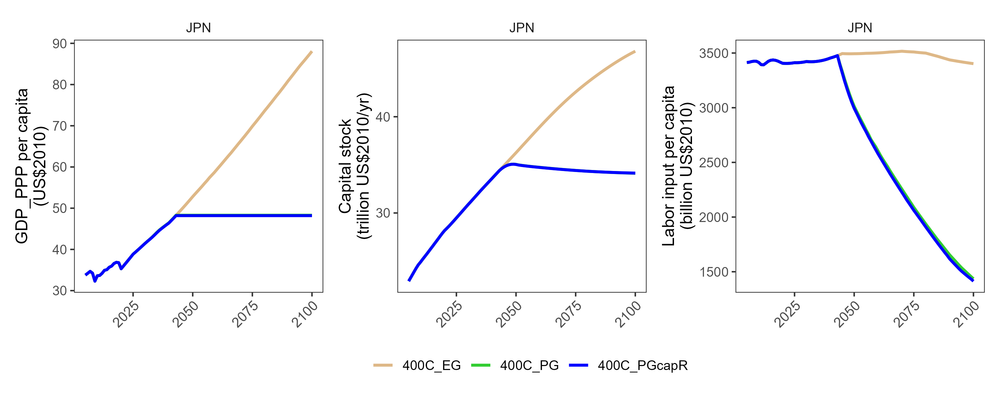 JPN
GDP_PPP per capita
(US$2010)
90
80
70
60
50
40
30
2025
2050
2075
2100
JPN
Capital stock
(trillion US$2010/yr)
40
30
2025
2050
2075
2100
JPN
Labor input per capita
(billion US$2010)
3500
3000
2500
2000
1500
2025
2050
2075
2100
400C_EG
400C_PG
400C_PGcapR